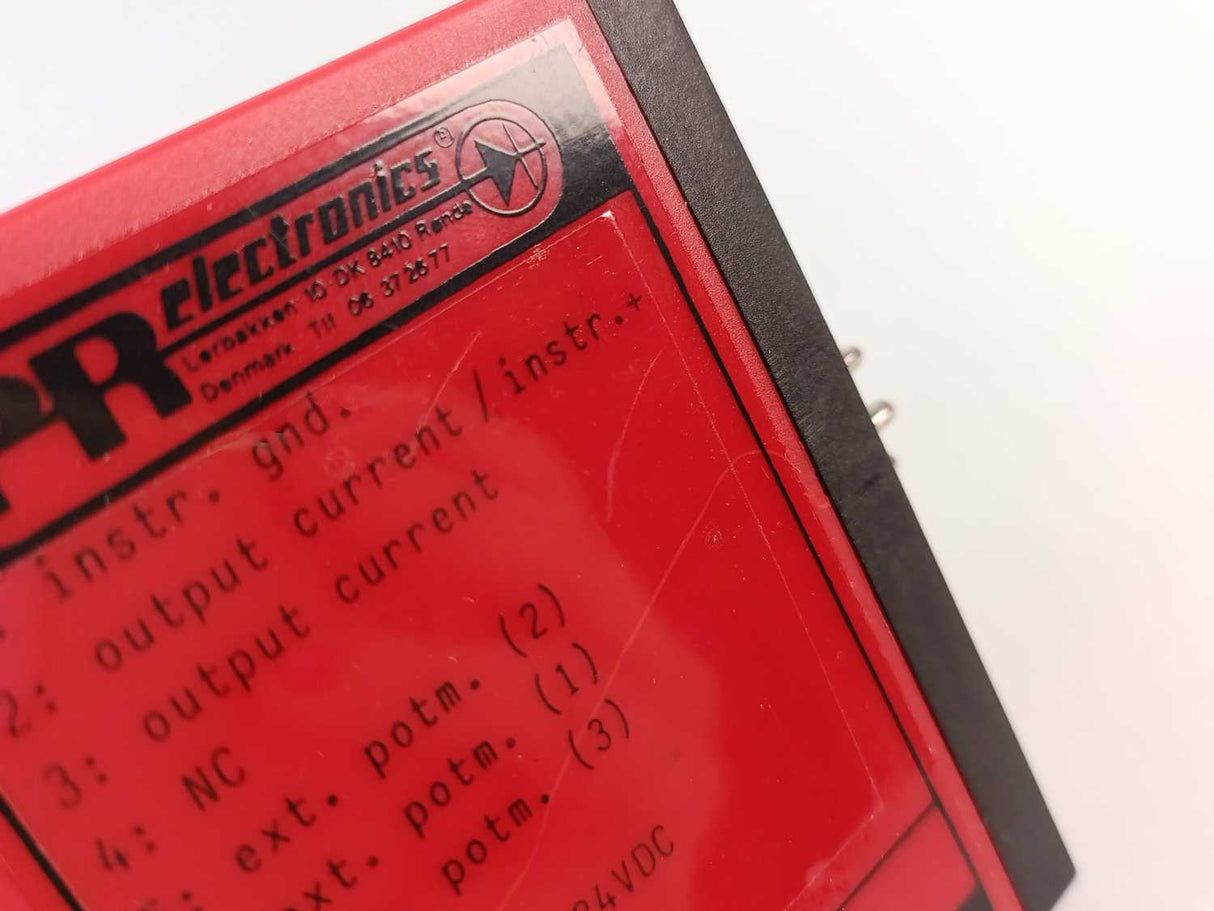 PR electronics®
Lerbakken 10 DK 8410 Rønde
Denmark Tlf 06 37 26 77
instr. gnd.
2: output current/instr.+
3: output current
4: NC
ext. potm. (2)
ext. potm. (1)
potm. (3)
24VDC